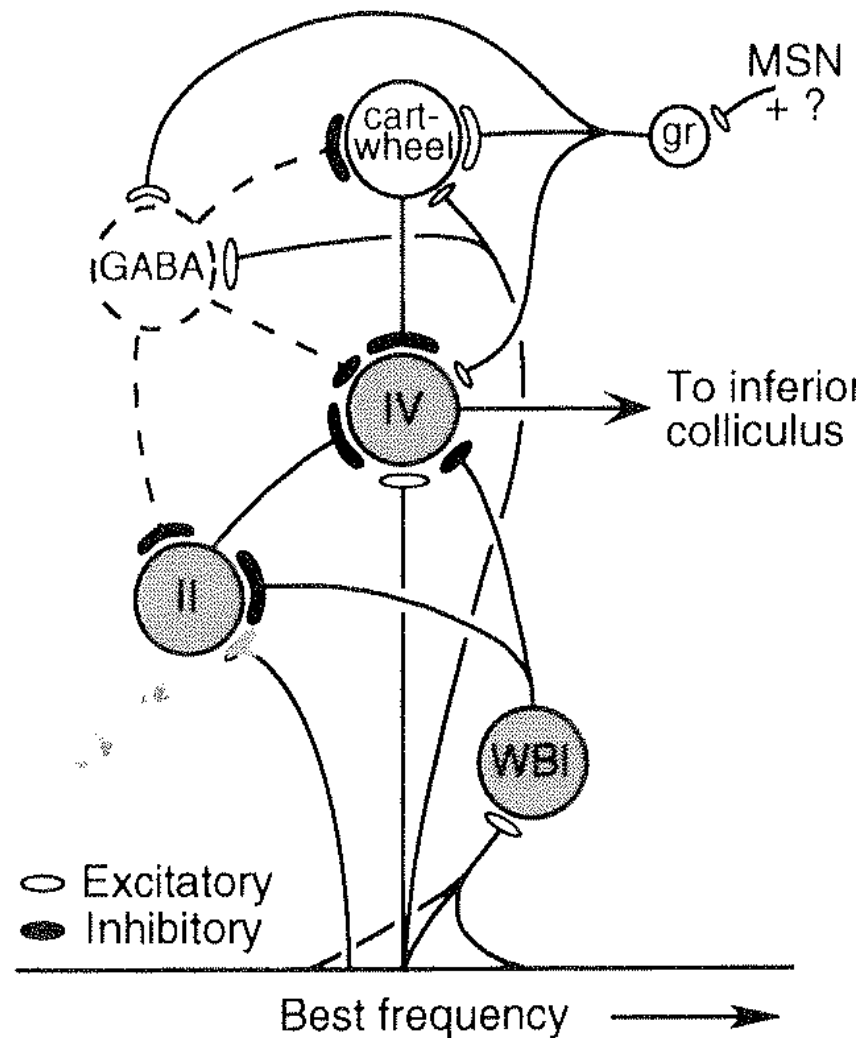 MSN
+ ?
cart-
wheel
gr
GABA
IV
To inferior
colliculus
II
WBI
Excitatory
Inhibitory
Best frequency